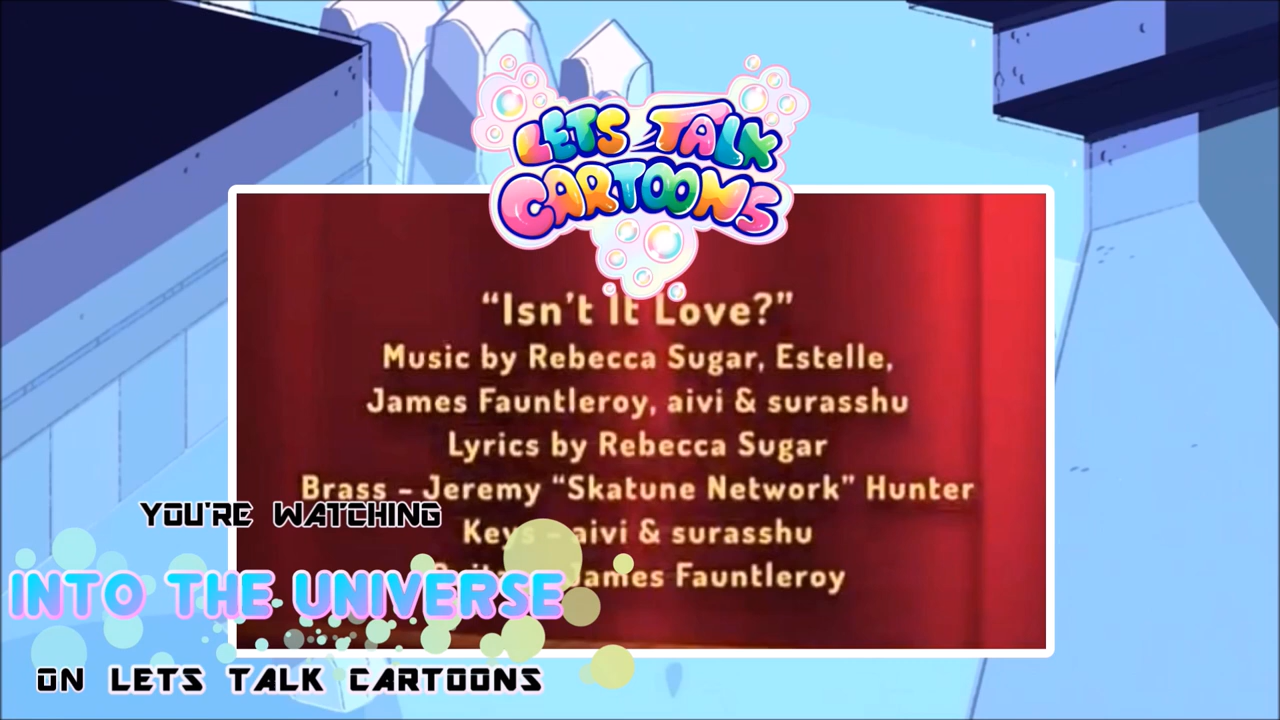 LETS TALK
CARTOONS
“Isn’t It Love?”
Music by Rebecca Sugar, Estelle,
James Fauntleroy, aivi & surasshu
Lyrics by Rebecca Sugar
Brass – Jeremy “Skatune Network” Hunter
Keys – aivi & surasshu
James Fauntleroy
YOU'RE WATCHING
INTO THE UNIVERSE
ON LETS TALK CARTOONS